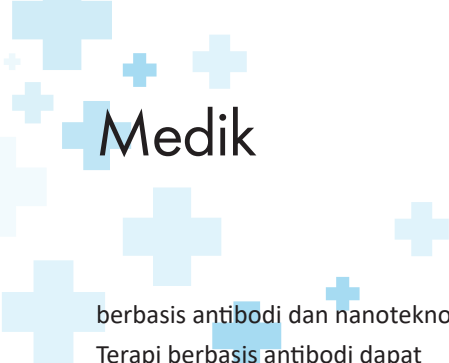 Medik
berbasis antibodi dan nanotekno
Terapi berbasis antibodi dapat